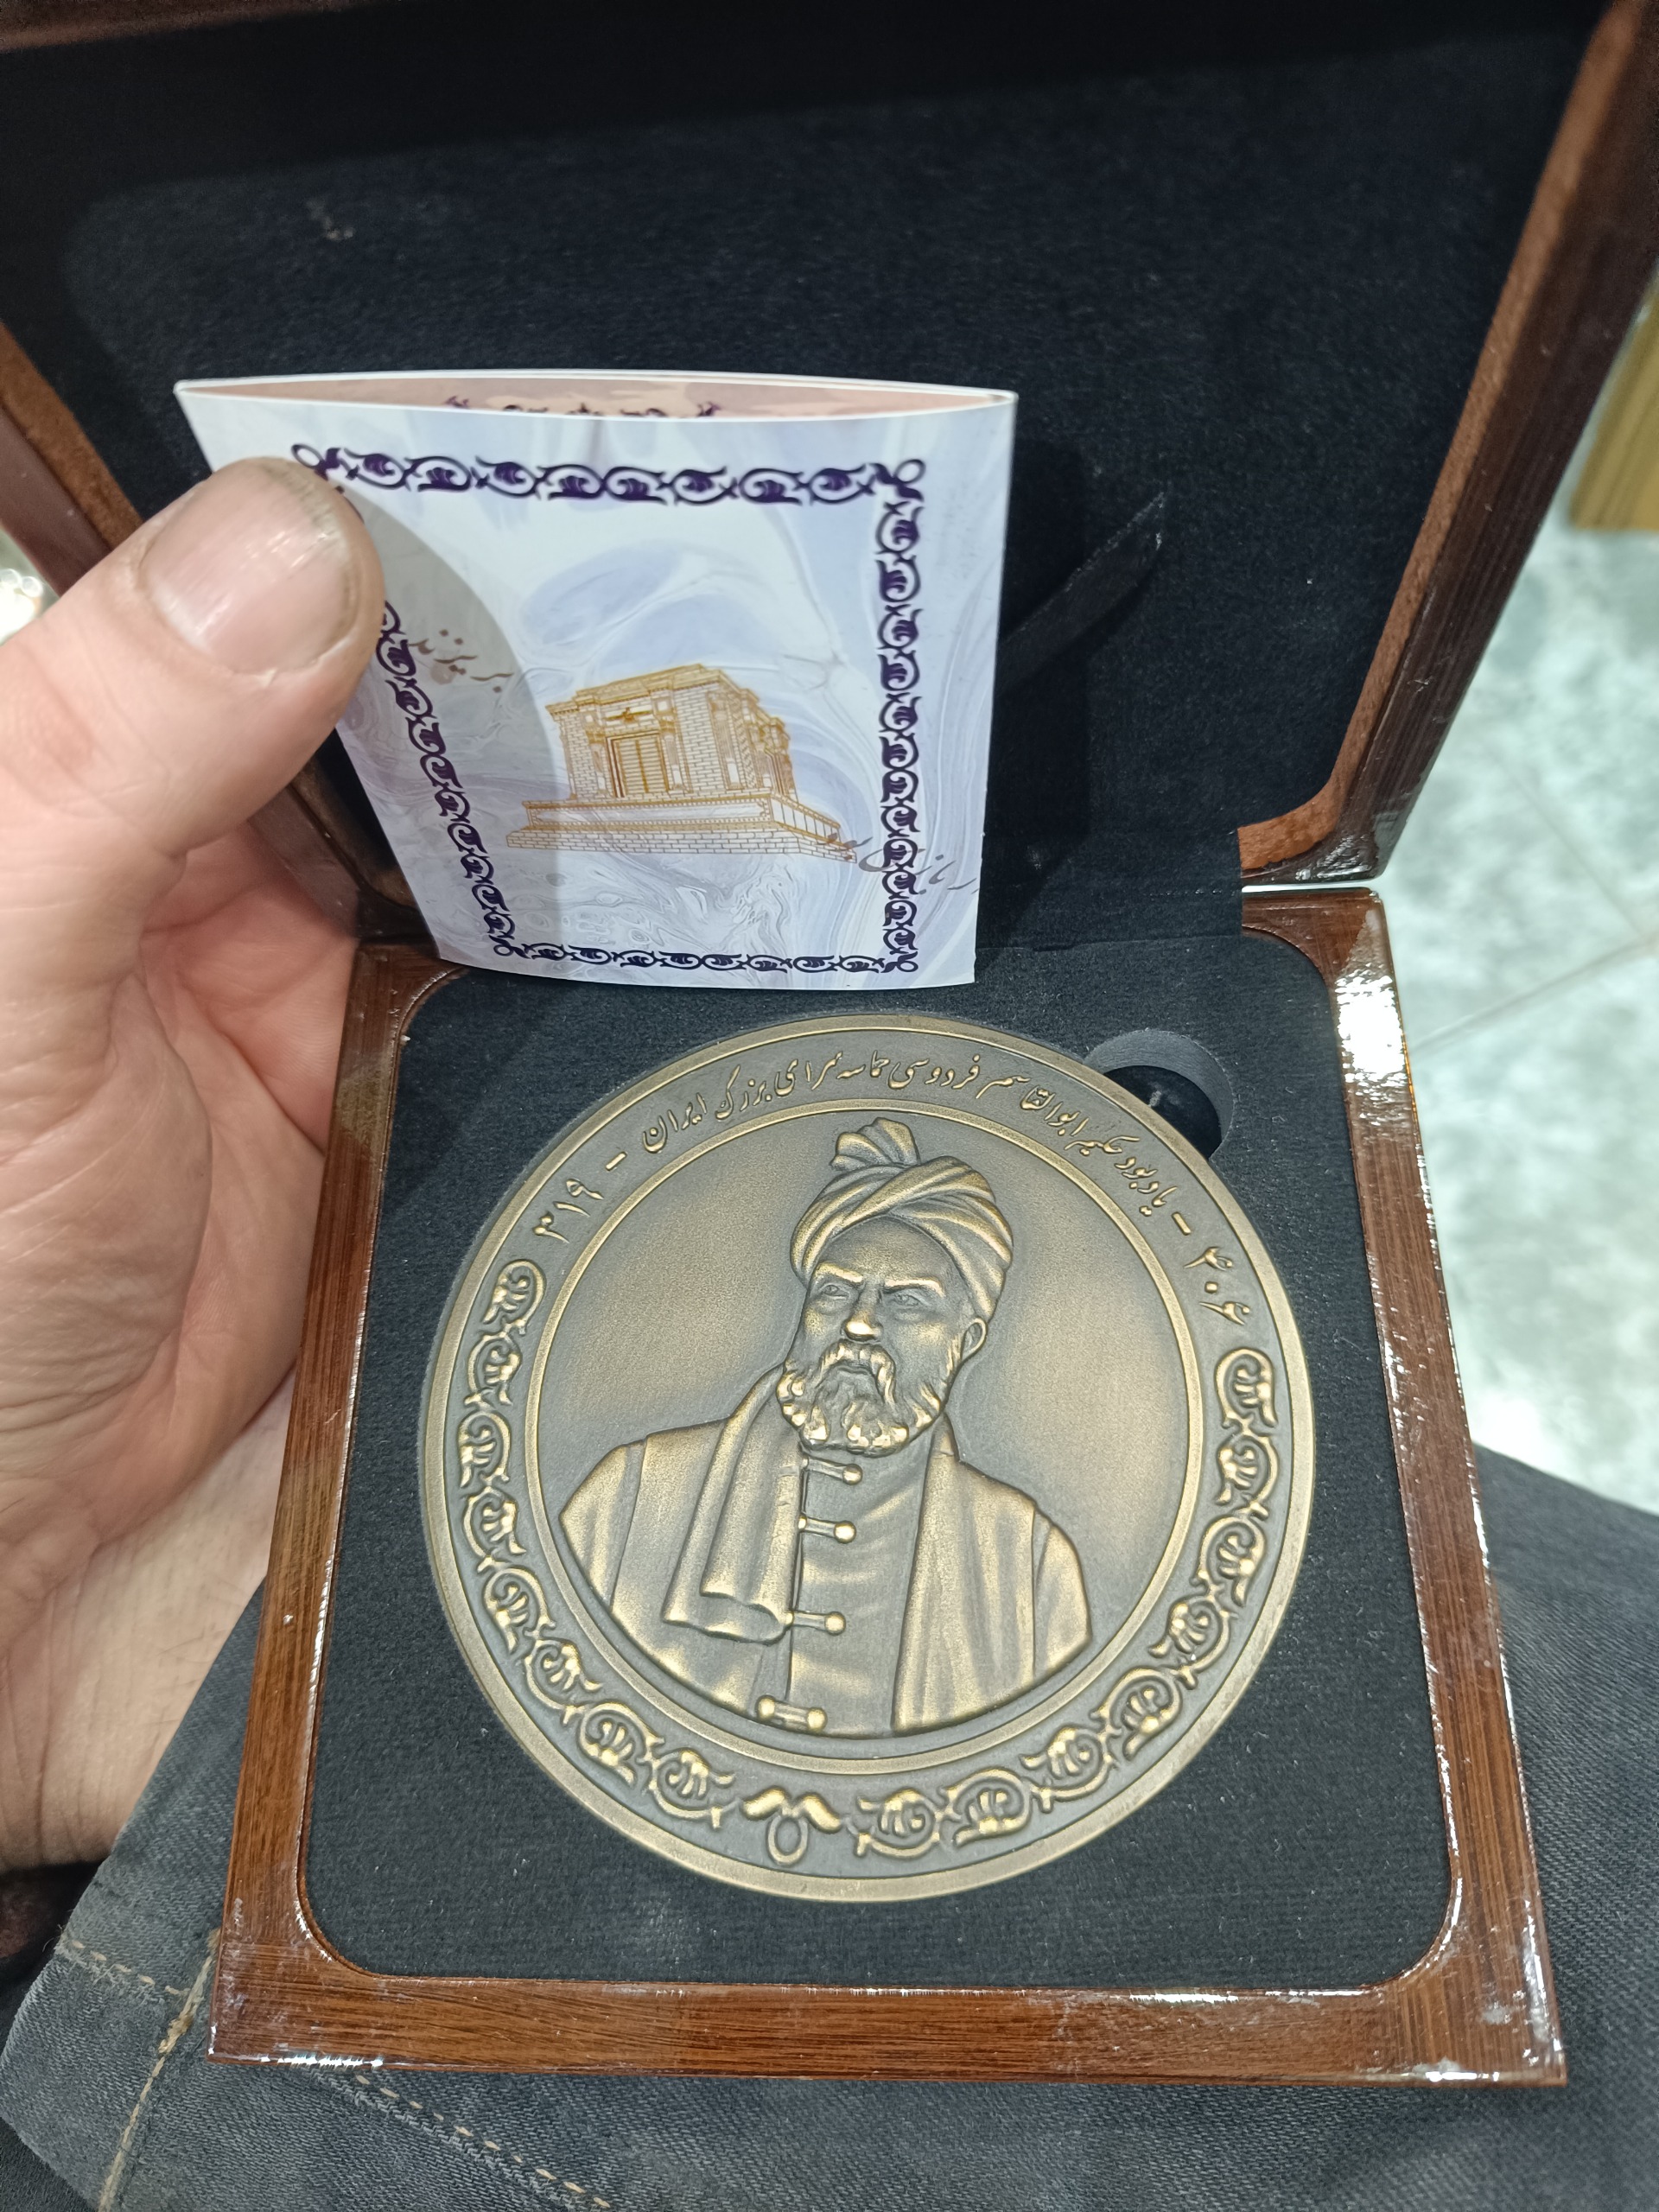 ۴۰۶ - یادبود حکیم ابوالقاسم فردوسی حماسه سرای بزرگ ایران - ۳۱۹